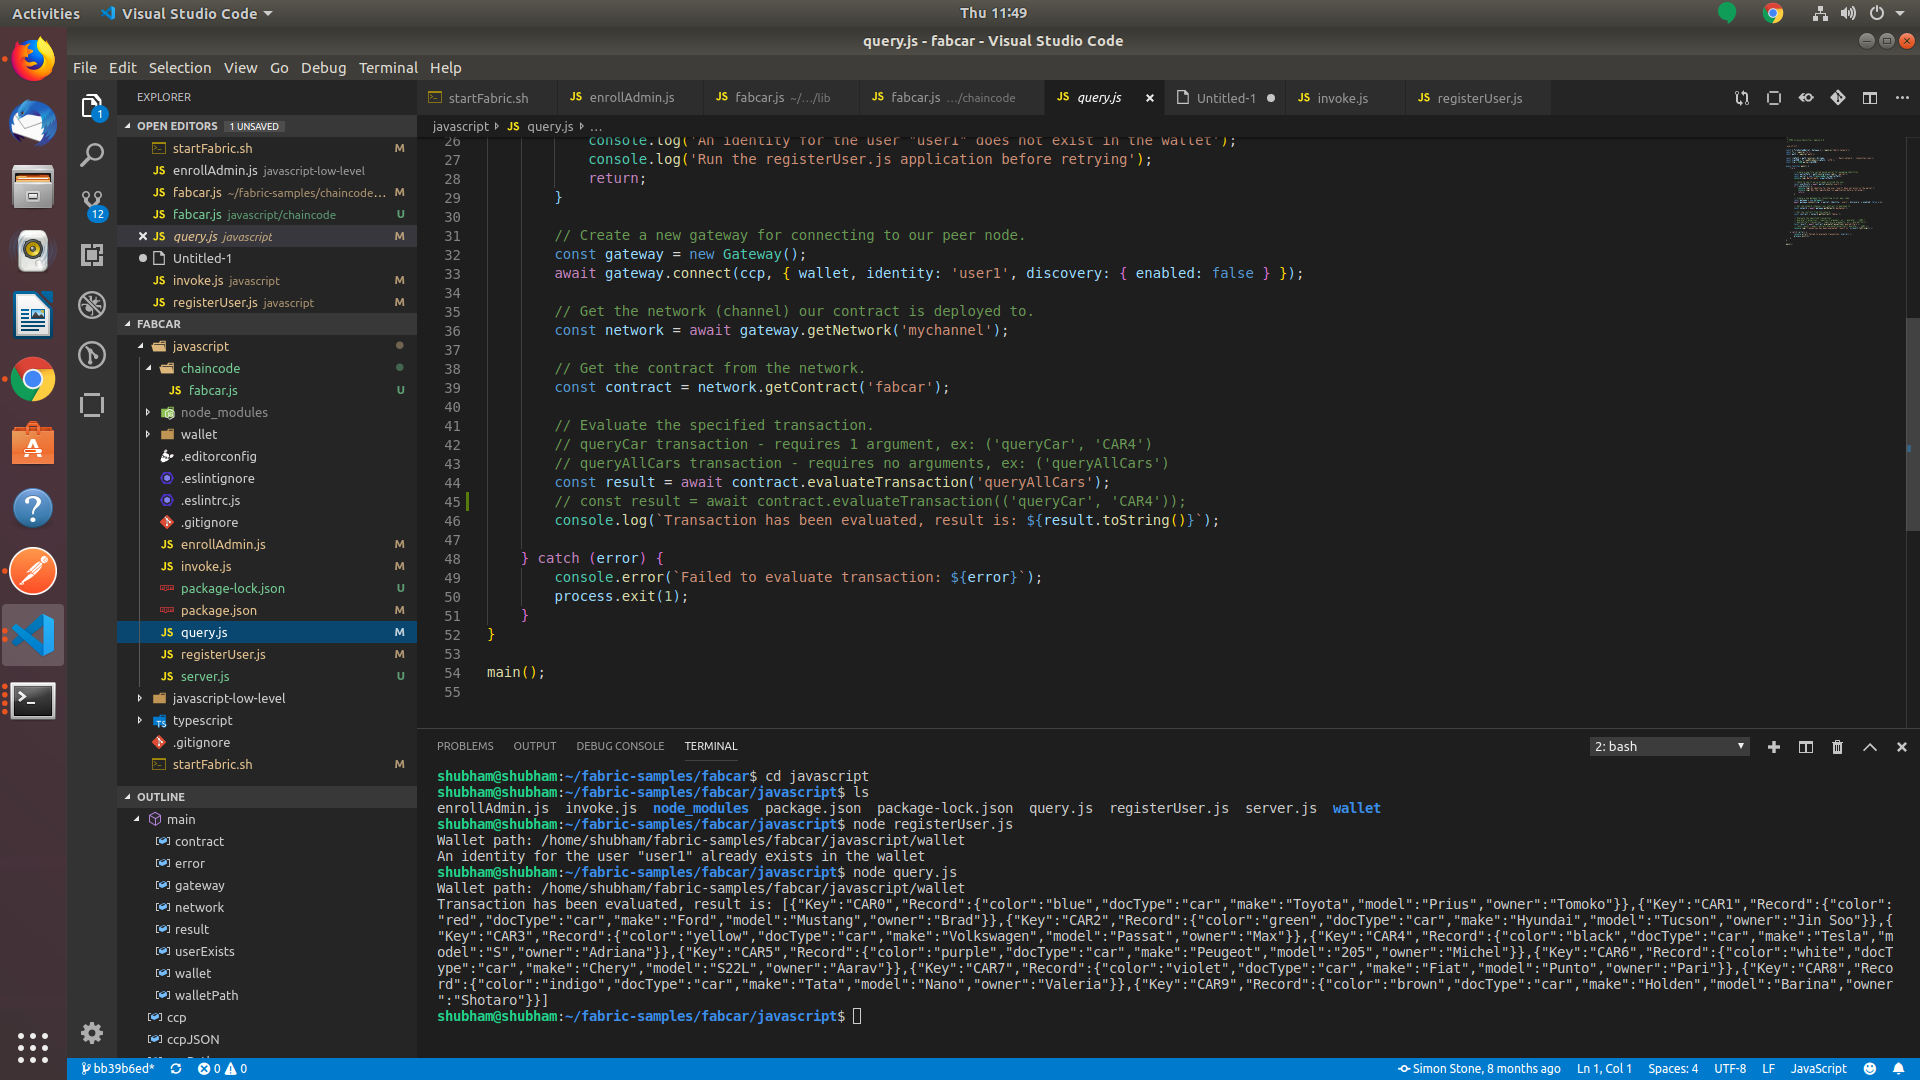 Activities Visual Studio Code Thu 11:49
query.js - fabcar - Visual Studio Code
File Edit Selection View Go Debug Terminal Help
EXPLORER
OPEN EDITORS 1 UNSAVED
startFabric.sh M
enrollAdmin.js javascript-low-level
fabcar.js ~/fabric-samples/chaincode... M
fabcar.js javascript/chaincode U
query.js javascript M
Untitled-1
invoke.js javascript M
registerUser.js javascript M
FABCAR
javascript
chaincode
fabcar.js U
node_modules
wallet
.editorconfig
.eslintignore
.eslintrc.js
.gitignore
enrollAdmin.js M
invoke.js M
package-lock.json U
package.json M
query.js M
registerUser.js M
server.js U
javascript-low-level
typescript
.gitignore
startFabric.sh M
OUTLINE
main
contract
error
gateway
network
result
userExists
wallet
walletPath
ccp
ccpJSON
1
12
startFabric.sh JS enrollAdmin.js JS fabcar.js ~/.../lib JS fabcar.js .../chaincode JS query.js Untitled-1 JS invoke.js JS registerUser.js
javascript JS query.js ...
26 console.log('An identity for the user "user1" does not exist in the wallet');
27 console.log('Run the registerUser.js application before retrying');
28 return;
29 }
30
31 // Create a new gateway for connecting to our peer node.
32 const gateway = new Gateway();
33 await gateway.connect(ccp, { wallet, identity: 'user1', discovery: { enabled: false } });
34
35 // Get the network (channel) our contract is deployed to.
36 const network = await gateway.getNetwork('mychannel');
37
38 // Get the contract from the network.
39 const contract = network.getContract('fabcar');
40
41 // Evaluate the specified transaction.
42 // queryCar transaction - requires 1 argument, ex: ('queryCar', 'CAR4')
43 // queryAllCars transaction - requires no arguments, ex: ('queryAllCars')
44 const result = await contract.evaluateTransaction('queryAllCars');
45 // const result = await contract.evaluateTransaction(('queryCar', 'CAR4'));
46 console.log(`Transaction has been evaluated, result is: ${result.toString()}`);
47
48 } catch (error) {
49 console.error(`Failed to evaluate transaction: ${error}`);
50 process.exit(1);
51 }
52 }
53
54 main();
55
PROBLEMS OUTPUT DEBUG CONSOLE TERMINAL 2: bash
shubham@shubham:~/fabric-samples/fabcar$ cd javascript
shubham@shubham:~/fabric-samples/fabcar/javascript$ ls
enrollAdmin.js invoke.js node_modules package.json package-lock.json query.js registerUser.js server.js wallet
shubham@shubham:~/fabric-samples/fabcar/javascript$ node registerUser.js
Wallet path: /home/shubham/fabric-samples/fabcar/javascript/wallet
An identity for the user "user1" already exists in the wallet
shubham@shubham:~/fabric-samples/fabcar/javascript$ node query.js
Wallet path: /home/shubham/fabric-samples/fabcar/javascript/wallet
Transaction has been evaluated, result is: [{"Key":"CAR0","Record":{"color":"blue","docType":"car","make":"Toyota","model":"Prius","owner":"Tomoko"}},{"Key":"CAR1","Record":{"color":
"red","docType":"car","make":"Ford","model":"Mustang","owner":"Brad"}},{"Key":"CAR2","Record":{"color":"green","docType":"car","make":"Hyundai","model":"Tucson","owner":"Jin Soo"}},{
"Key":"CAR3","Record":{"color":"yellow","docType":"car","make":"Volkswagen","model":"Passat","owner":"Max"}},{"Key":"CAR4","Record":{"color":"black","docType":"car","make":"Tesla","m
odel":"S","owner":"Adriana"}},{"Key":"CAR5","Record":{"color":"purple","docType":"car","make":"Peugeot","model":"205","owner":"Michel"}},{"Key":"CAR6","Record":{"color":"white","docT
ype":"car","make":"Chery","model":"S22L","owner":"Aarav"}},{"Key":"CAR7","Record":{"color":"violet","docType":"car","make":"Fiat","model":"Punto","owner":"Pari"}},{"Key":"CAR8","Reco
rd":{"color":"indigo","docType":"car","make":"Tata","model":"Nano","owner":"Valeria"}},{"Key":"CAR9","Record":{"color":"brown","docType":"car","make":"Holden","model":"Barina","owner
":"Shotaro"}}]
shubham@shubham:~/fabric-samples/fabcar/javascript$
bb39b6ed* 0 0 Simon Stone, 8 months ago Ln 1, Col 1 Spaces: 4 UTF-8 LF JavaScript